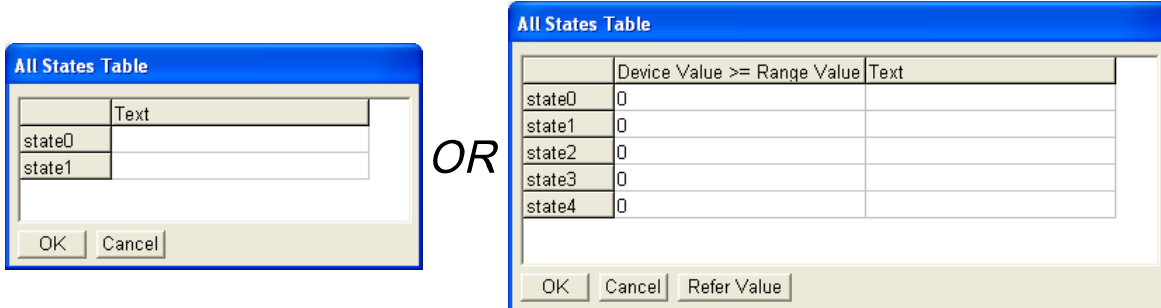 All States Table
Text
state0
state1
OK Cancel
OR
All States Table
Device Value >= Range Value Text
state0 0
state1 0
state2 0
state3 0
state4 0
OK Cancel Refer Value